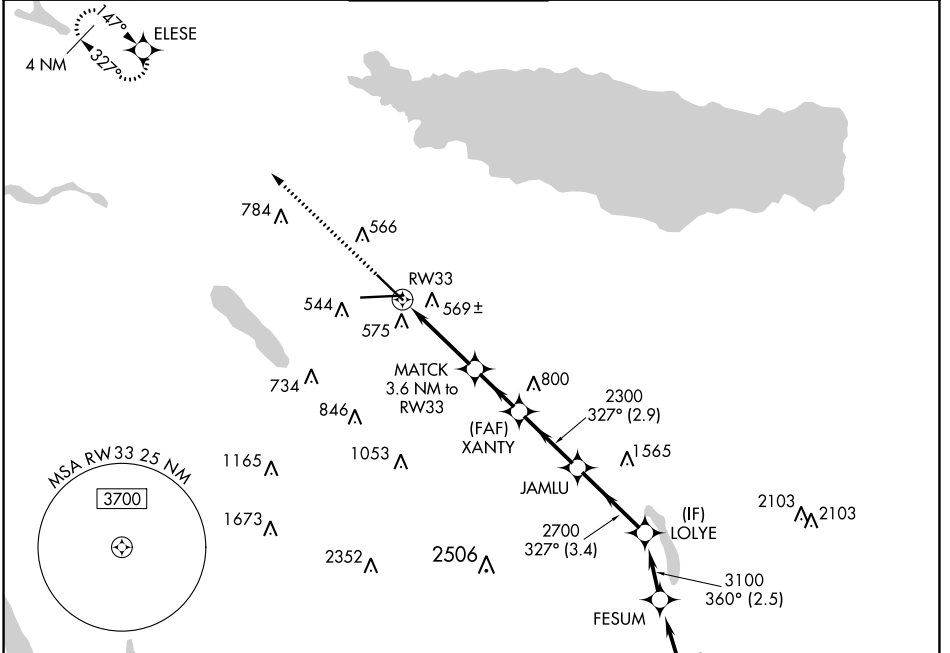 147°
ELESE
4 NM
327°
784
566
RW33
544
569±
575
MATCK
3.6 NM to
RW33
734
800
846
2300
327° (2.9)
(FAF)
XANTY
1053
1165
1565
JAMLU
MSA RW33 25 NM
3700
1673
2103
2103
(IF)
LOLYE
2700
327° (3.4)
2352
2506
3100
360° (2.5)
FESUM